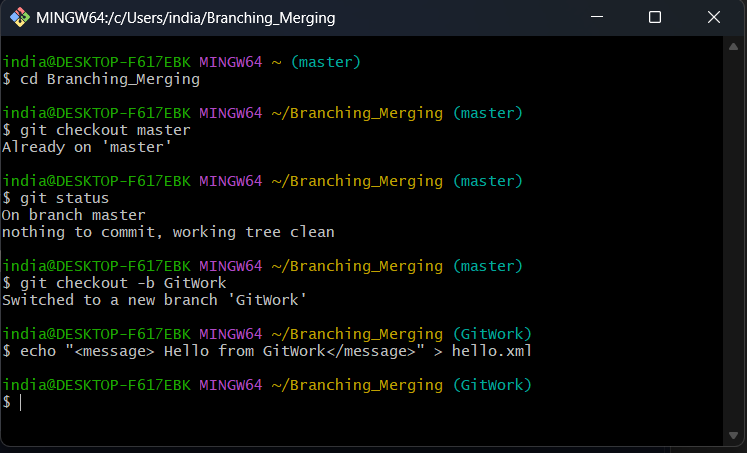 MINGW64:/c/Users/india/Branching_Merging
india@DESKTOP-F617EBK MINGW64 ~ (master)
$ cd Branching_Merging
india@DESKTOP-F617EBK MINGW64 ~/Branching_Merging (master)
$ git checkout master
Already on 'master'
india@DESKTOP-F617EBK MINGW64 ~/Branching_Merging (master)
$ git status
On branch master
nothing to commit, working tree clean
india@DESKTOP-F617EBK MINGW64 ~/Branching_Merging (master)
$ git checkout -b GitWork
Switched to a new branch 'GitWork'
india@DESKTOP-F617EBK MINGW64 ~/Branching_Merging (GitWork)
$ echo "<message> Hello from GitWork</message>" > hello.xml
india@DESKTOP-F617EBK MINGW64 ~/Branching_Merging (GitWork)
$